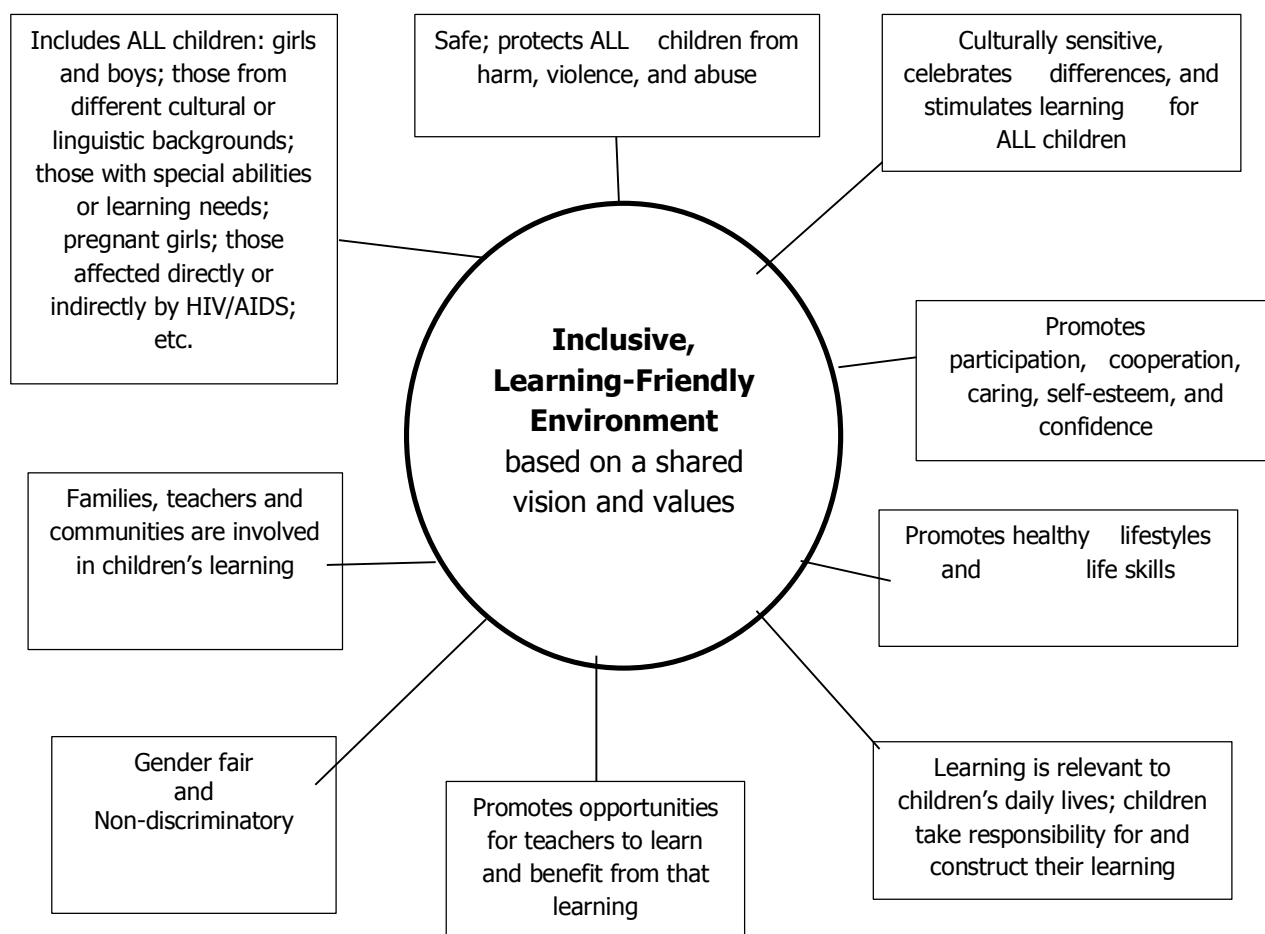 Includes ALL children: girls
and boys; those from
different cultural or
linguistic backgrounds;
those with special abilities
or learning needs;
pregnant girls; those
affected directly or
indirectly by HIV/AIDS;
etc.
Safe; protects ALL children from
harm, violence, and abuse
Culturally sensitive,
celebrates differences, and
stimulates learning for
ALL children
Inclusive,
Learning-Friendly
Environment
based on a shared
vision and values
Promotes
participation, cooperation,
caring, self-esteem, and
confidence
Families, teachers and
communities are involved
in children’s learning
Promotes healthy lifestyles
and life skills
Gender fair
and
Non-discriminatory
Promotes opportunities
for teachers to learn
and benefit from that
learning
Learning is relevant to
children’s daily lives; children
take responsibility for and
construct their learning